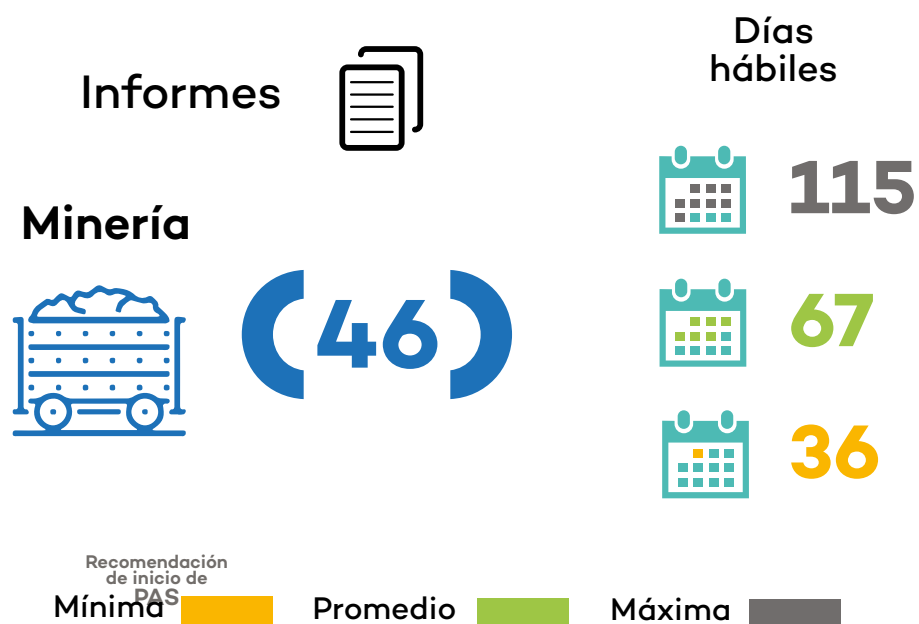 Informes
Días
hábiles
115
Minería
46
67
36
Recomendación
de inicio de
PAS
Mínima
Promedio
Máxima